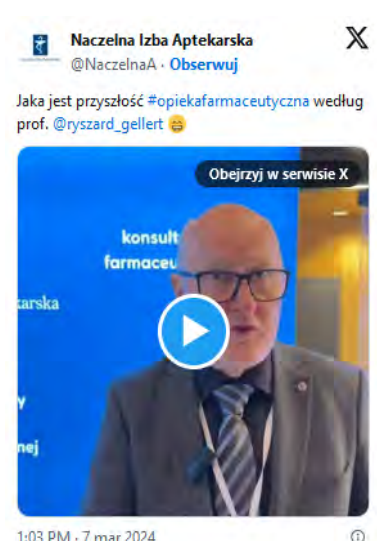 Naczelna Izba Aptekarska
@NaczelnaA · Obserwuj
Jaka jest przyszłość #opiekafarmaceutyczna według
prof. @ryszard_gellert 😄
Obejrzyj w serwisie X
konsult
farmaceu
karska
y
nej
1:03 PM · 7 mar 2024